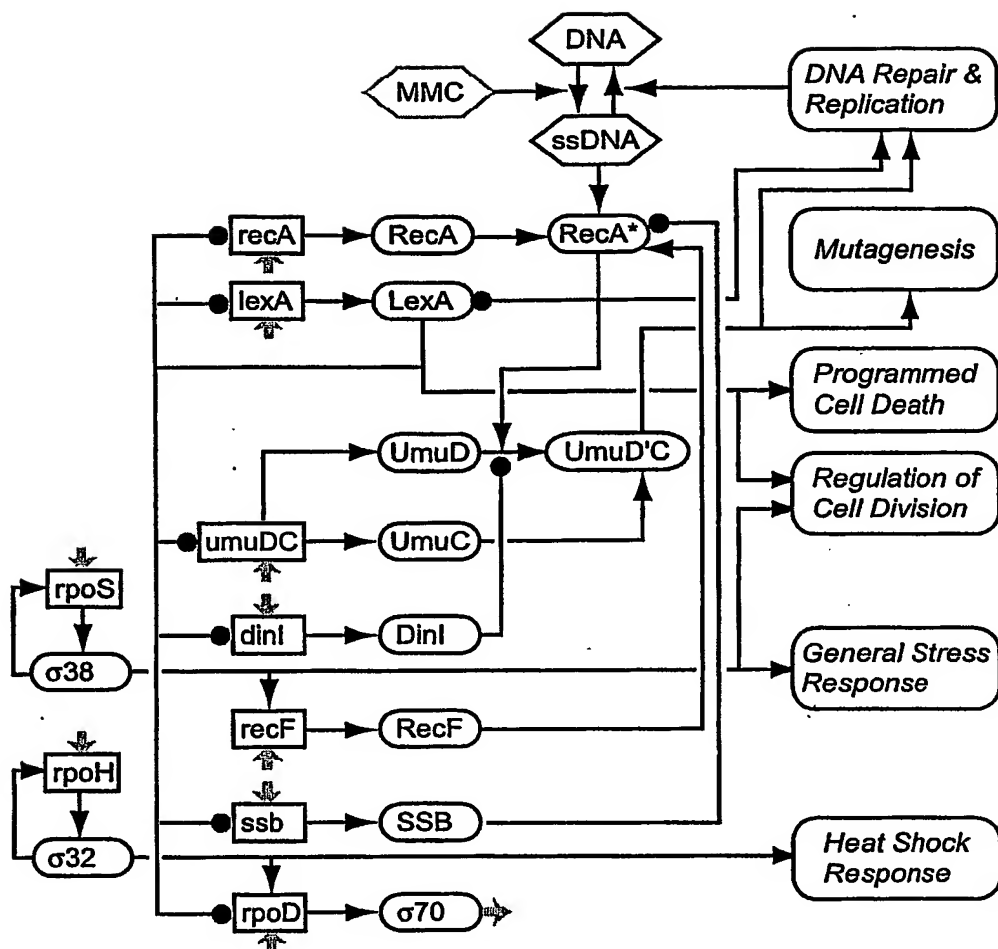 DNA
MMC
DNA Repair &
Replication
ssDNA
recA
RecA
RecA*
Mutagenesis
lexA
LexA
Programmed
Cell Death
UmuD
UmuD'C
Regulation of
Cell Division
umuDC
UmuC
rpoS
dinI
DinI
σ38
General Stress
Response
recF
RecF
rpoH
ssb
SSB
σ32
Heat Shock
Response
rpoD
σ70